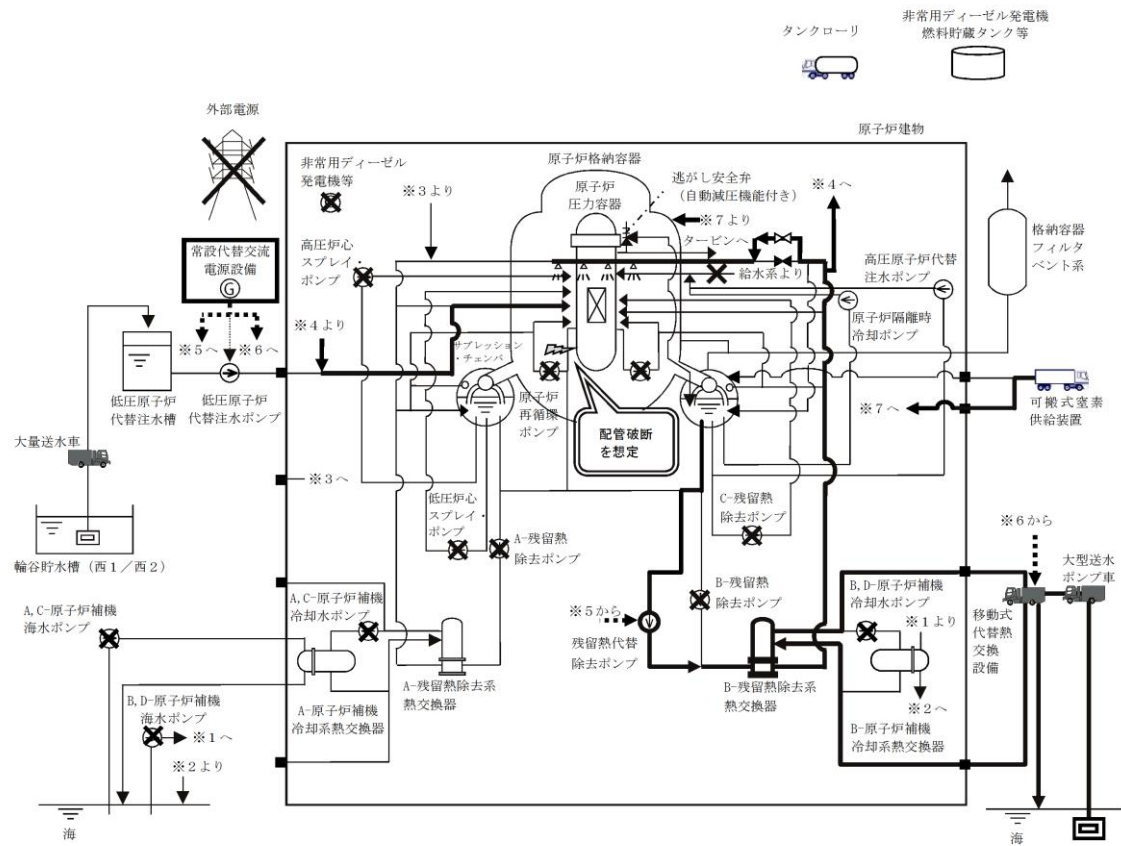 タンクローリ
非常用ディーゼル発電機
燃料貯蔵タンク等
外部電源
原子炉建物
非常用ディーゼル
発電機等
原子炉格納容器
原子炉
圧力容器
逃がし安全弁
(自動減圧機能付き)
※3より
※4へ
※7より
タービンへ
給水系より
格納容器
フィルタ
ベント系
高圧炉心
スプレイ・
ポンプ
高圧原子炉代替
注水ポンプ
原子炉隔離時
冷却ポンプ
常設代替交流
電源設備
G
※4より
※5へ
※6へ
サプレッション
・チェンバ
低圧原子炉
代替注水槽
低圧原子炉
代替注水ポンプ
原子炉
再循環
ポンプ
配管破断
を想定
※7へ
可搬式窒素
供給装置
大量送水車
※3へ
輪谷貯水槽(西1/西2)
低圧炉心
スプレイ・
ポンプ
A-残留熱
除去ポンプ
C-残留熱
除去ポンプ
※6から
大型送水
ポンプ車
A,C-原子炉補機
海水ポンプ
A,C-原子炉補機
冷却水ポンプ
B-残留熱
除去ポンプ
B,D-原子炉補機
冷却水ポンプ
※5から
残留熱代替
除去ポンプ
※1より
移動式
代替熱
交換
設備
A-残留熱除去系
熱交換器
B-残留熱除去系
熱交換器
※2へ
B,D-原子炉補機
海水ポンプ
A-原子炉補機
冷却系熱交換器
B-原子炉補機
冷却系熱交換器
※1へ
※2より
海
海